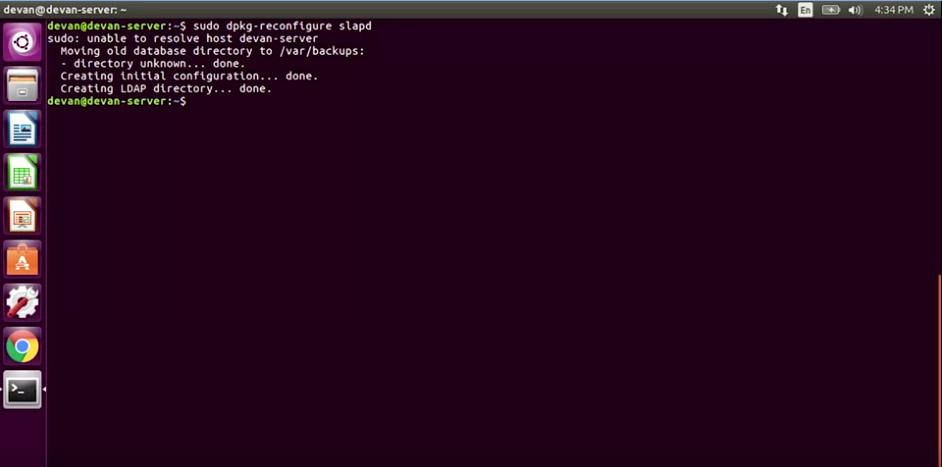 devan@devan-server: ~
En
4:34 PM
devan@devan-server:~$ sudo dpkg-reconfigure slapd
sudo: unable to resolve host devan-server
  Moving old database directory to /var/backups:
  - directory unknown... done.
  Creating initial configuration... done.
  Creating LDAP directory... done.
devan@devan-server:~$